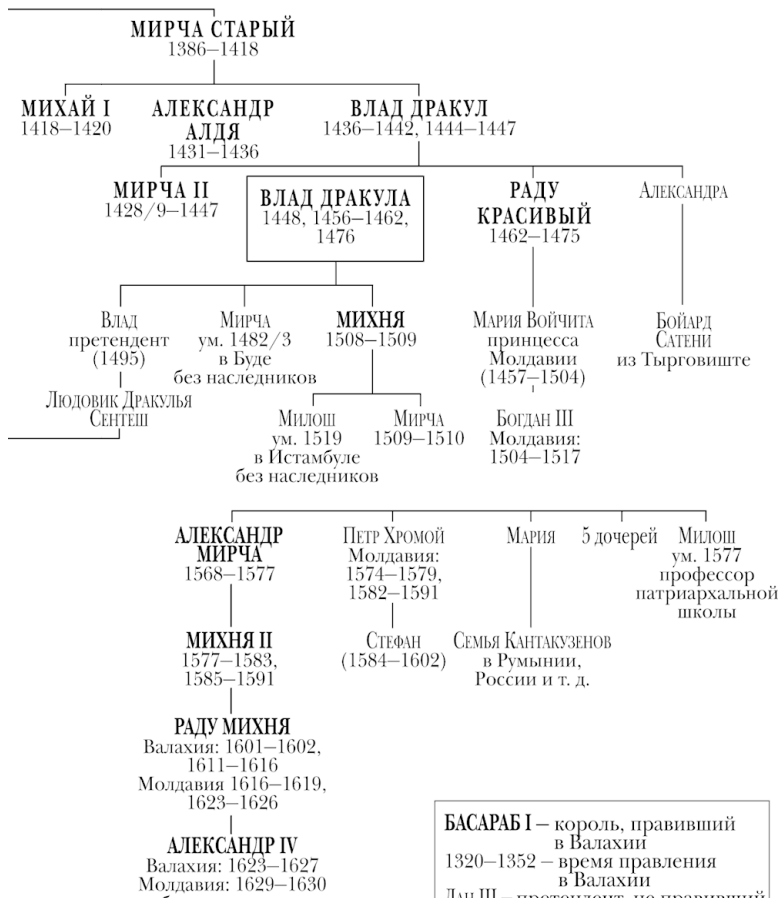 МИРЧА СТАРЫЙ
1386–1418
МИХАЙ I
1418–1420
АЛЕКСАНДР
АЛДЯ
1431–1436
ВЛАД ДРАКУЛ
1436–1442, 1444–1447
МИРЧА II
1428/9–1447
ВЛАД ДРАКУЛА
1448, 1456–1462,
1476
РАДУ
КРАСИВЫЙ
1462–1475
АЛЕКСАНДРА
ВЛАД
претендент
(1495)
МИРЧА
ум. 1482/3
в Буде
без наследников
МИХНЯ
1508–1509
МАРИЯ ВОЙЧИТА
принцесса
Молдавии
(1457–1504)
БОЙАРД
САТЕНИ
из Тырговиште
ЛЮДОВИК ДРАКУЛЬЯ
СЕНТЕШ
МИЛОШ
ум. 1519
в Истамбуле
без наследников
МИРЧА
1509–1510
БОГДАН III
Молдавия:
1504–1517
АЛЕКСАНДР
МИРЧА
1568–1577
ПЕТР ХРОМОЙ
Молдавия:
1574–1579,
1582–1591
МАРИЯ
5 дочерей
МИЛОШ
ум. 1577
профессор
патриархальной
школы
МИХНЯ II
1577–1583,
1585–1591
СТЕФАН
(1584–1602)
СЕМЬЯ КАНТАКУЗЕНОВ
в Румынии,
России и т. д.
РАДУ МИХНЯ
Валахия: 1601–1602,
1611–1616
Молдавия 1616–1619,
1623–1626
АЛЕКСАНДР IV
Валахия: 1623–1627
Молдавия: 1629–1630
БАСАРАБ I – король, правивший
в Валахии
1320–1352 – время правления
в Валахии
ДАН III – претендент, не правивший